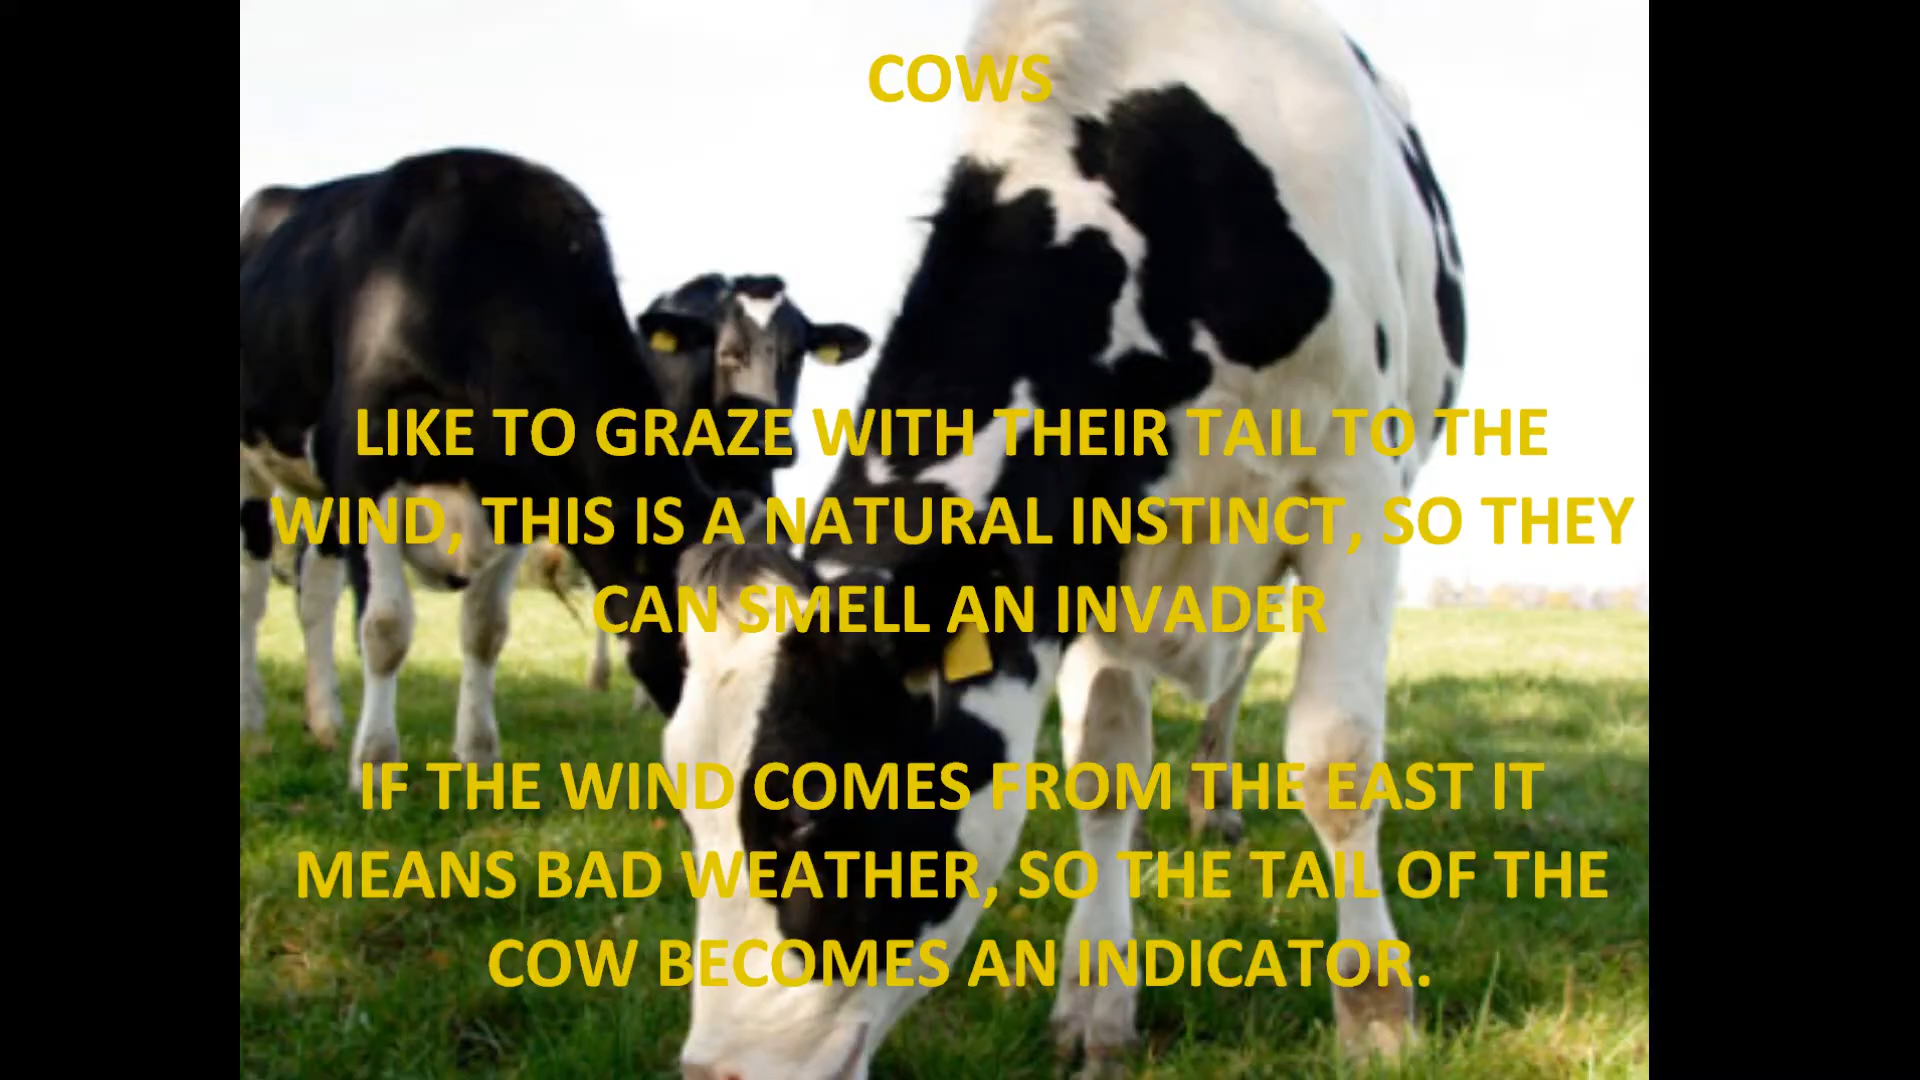 COWS
LIKE TO GRAZE WITH THEIR TAIL TO THE
WIND, THIS IS A NATURAL INSTINCT, SO THEY
CAN SMELL AN INVADER
IF THE WIND COMES FROM THE EAST IT
MEANS BAD WEATHER, SO THE TAIL OF THE
COW BECOMES AN INDICATOR.